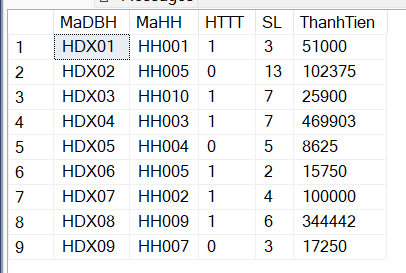 MaDBH MaHH HTTT SL ThanhTien
1 HDX01 HH001 1 3 51000
2 HDX02 HH005 0 13 102375
3 HDX03 HH010 1 7 25900
4 HDX04 HH003 1 7 469903
5 HDX05 HH004 0 5 8625
6 HDX06 HH005 1 2 15750
7 HDX07 HH002 1 4 100000
8 HDX08 HH009 1 6 344442
9 HDX09 HH007 0 3 17250